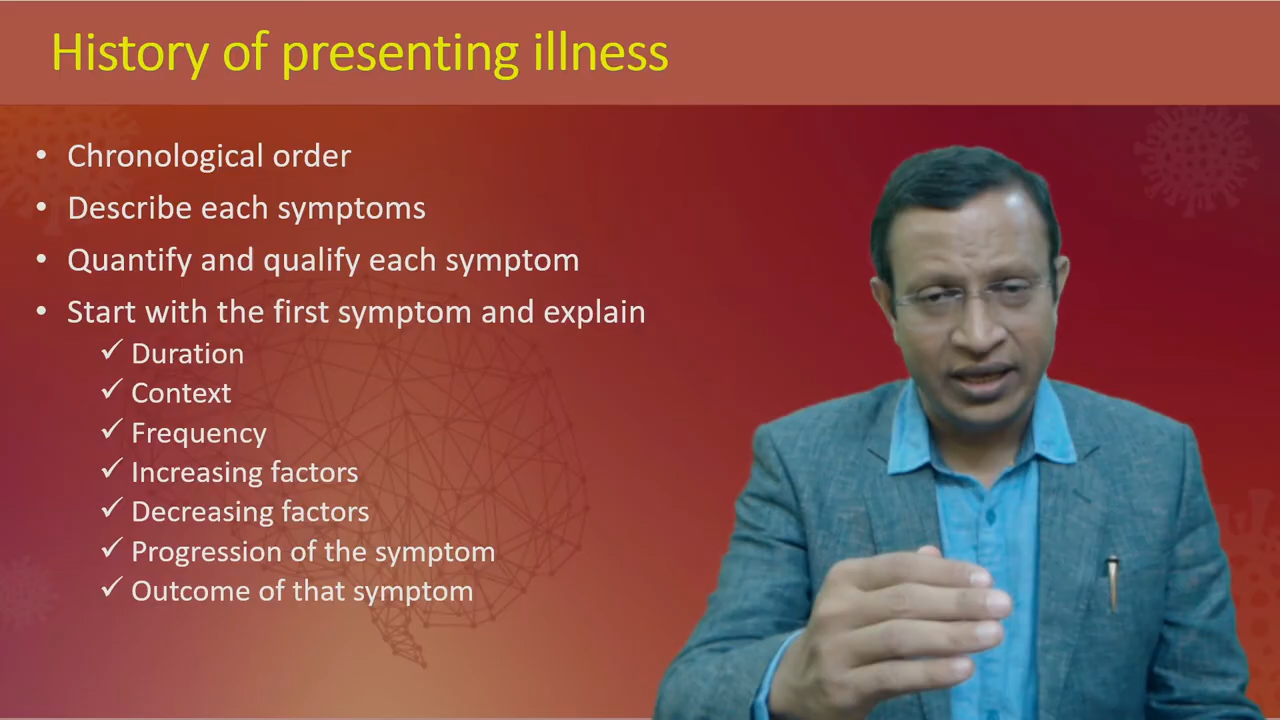 History of presenting illness
• Chronological order
• Describe each symptoms
• Quantify and qualify each symptom
• Start with the first symptom and explain
✓ Duration
✓ Context
✓ Frequency
✓ Increasing factors
✓ Decreasing factors
✓ Progression of the symptom
✓ Outcome of that symptom